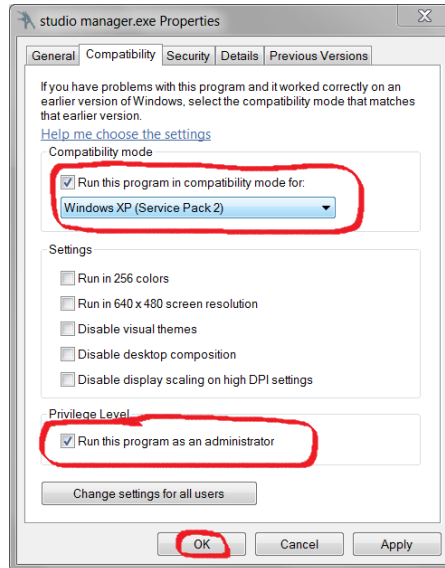 studio manager.exe Properties
General Compatibility Security Details Previous Versions
If you have problems with this program and it worked correctly on an
earlier version of Windows, select the compatibility mode that matches
that earlier version.
Help me choose the settings
Compatibility mode
Run this program in compatibility mode for:
Windows XP (Service Pack 2)
Settings
Run in 256 colors
Run in 640 x 480 screen resolution
Disable visual themes
Disable desktop composition
Disable display scaling on high DPI settings
Privilege Level
Run this program as an administrator
Change settings for all users
OK Cancel Apply